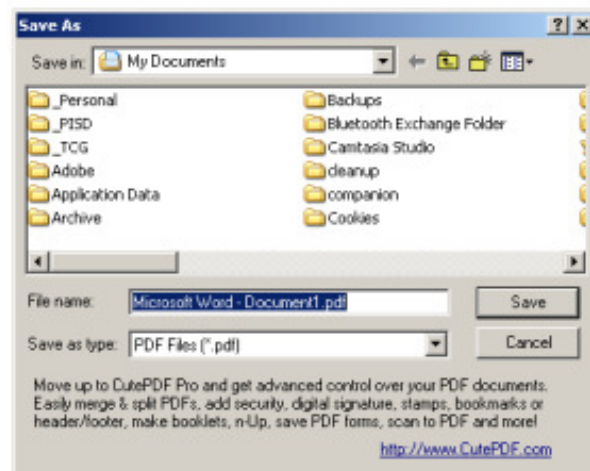 Save As
Save in: My Documents
_Personal
_PISD
_TCG
Adobe
Application Data
Archive
Backups
Bluetooth Exchange Folder
Camtasia Studio
cleanup
companion
Cookies
File name: Microsoft Word - Document1.pdf Save
Save as type: PDF Files (*.pdf) Cancel
Move up to CutePDF Pro and get advanced control over your PDF documents.
Easily merge & split PDFs, add security, digital signature, stamps, bookmarks or
header/footer, make booklets, n-Up, save PDF forms, scan to PDF and more!
http://www.CutePDF.com